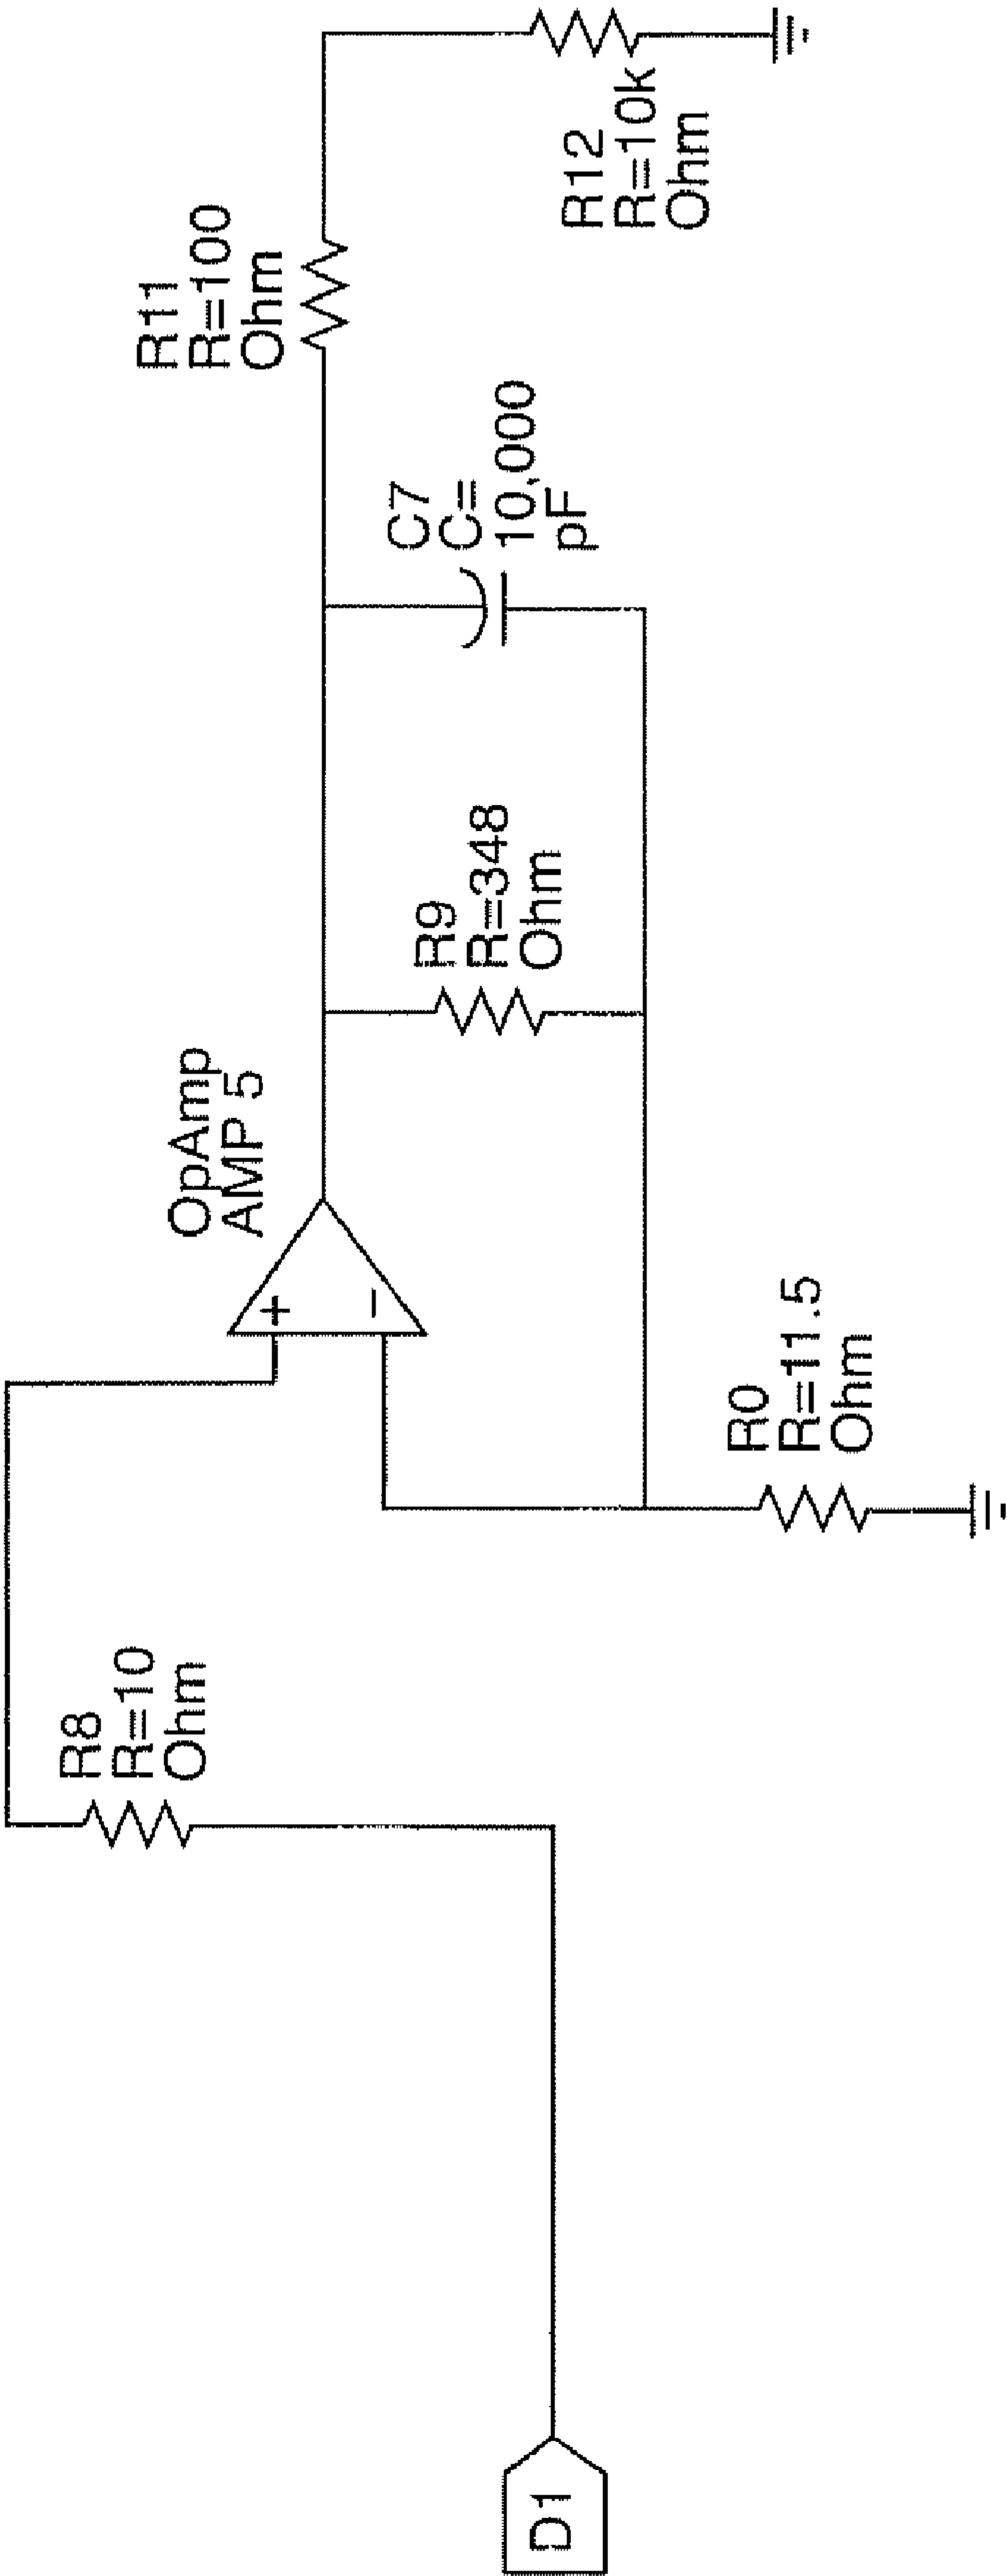 D1
R8
R=10
Ohm
OpAmp
AMP 5
+
−
R0
R=11.5
Ohm
R9
R=348
Ohm
C7
C=
10,000
pF
R11
R=100
Ohm
R12
R=10k
Ohm